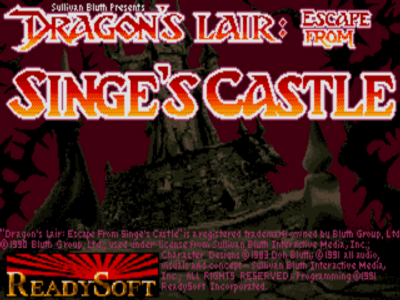 Sullivan Bluth Presents
DRAGON'S LAIR: ESCAPE FROM
SINGE'S CASTLE
"Dragon's Lair: Escape From Singe's Castle" is a registered trademark owned by Bluth Group, Ltd
©1990 Bluth Group, Ltd; used under license from Sullivan Bluth Interactive Media, Inc.;
Character Designs ©1983 Don Bluth; ©1991 all audio,
visuals and concept - Sullivan Bluth Interactive Media,
Inc.; ALL RIGHTS RESERVED. Programming ©1991
ReadySoft Incorporated.
READYSOFT